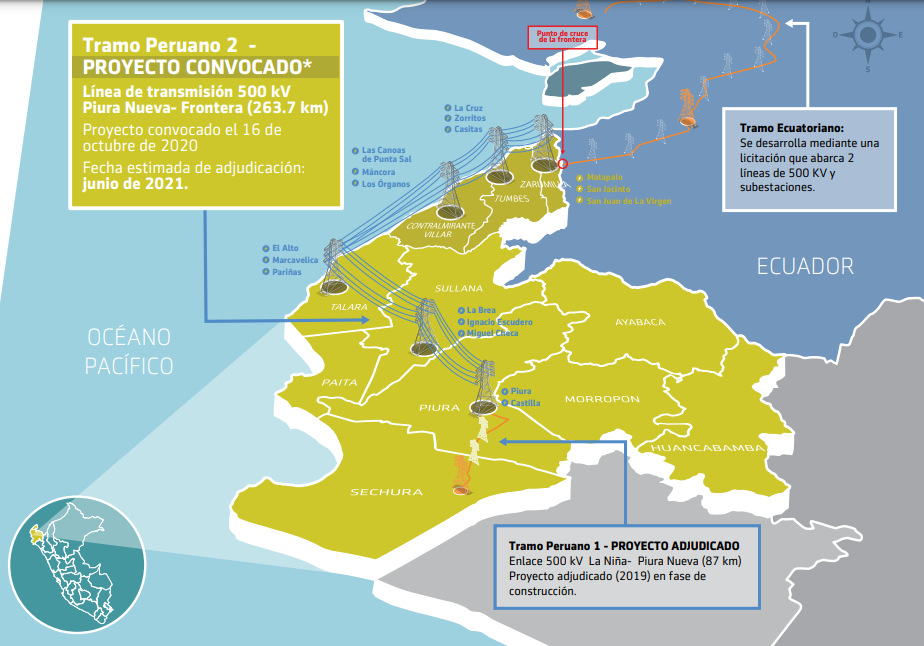 Tramo Peruano 2 -
PROYECTO CONVOCADO*
Línea de transmisión 500 kV
Piura Nueva- Frontera (263.7 km)
Proyecto convocado el 16 de
octubre de 2020
Fecha estimada de adjudicación:
junio de 2021.
Punto de cruce
de la frontera
O
E
S
Tramo Ecuatoriano:
Se desarrolla mediante una
licitación que abarca 2
líneas de 500 KV y
subestaciones.
La Cruz
Zorritos
Casitas
Las Canoas
de Punta Sal
Máncora
Los Órganos
Matapalo
San Jacinto
San Juan de La Virgen
ZARUMILLA
TUMBES
CONTRALMIRANTE
VILLAR
El Alto
Marcavelica
Pariñas
ECUADOR
SULLANA
TALARA
La Brea
Ignacio Escudero
Miguel Checa
AYABACA
OCÉANO
PACÍFICO
PAITA
Piura
Castilla
PIURA
MORROPON
HUANCABAMBA
SECHURA
Tramo Peruano 1 - PROYECTO ADJUDICADO
Enlace 500 kV La Niña- Piura Nueva (87 km)
Proyecto adjudicado (2019) en fase de
construcción.